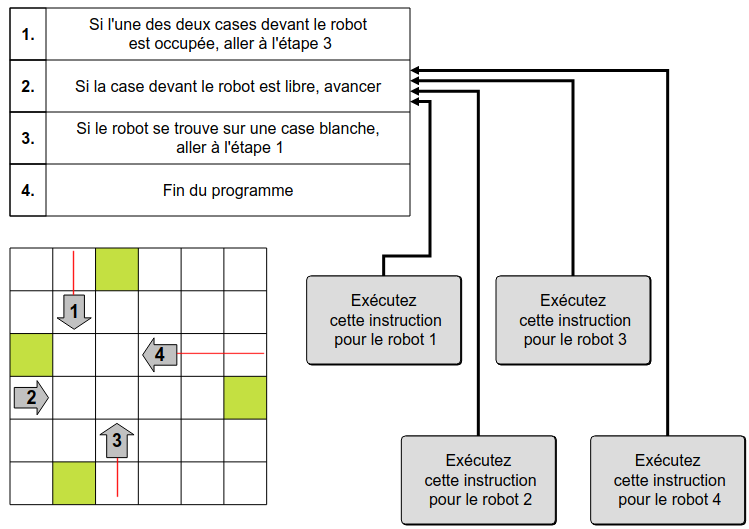 1.
Si l'une des deux cases devant le robot
est occupée, aller à l'étape 3
2.
Si la case devant le robot est libre, avancer
3.
Si le robot se trouve sur une case blanche,
aller à l'étape 1
4.
Fin du programme
1
4
2
3
Exécutez
cette instruction
pour le robot 1
Exécutez
cette instruction
pour le robot 3
Exécutez
cette instruction
pour le robot 2
Exécutez
cette instruction
pour le robot 4